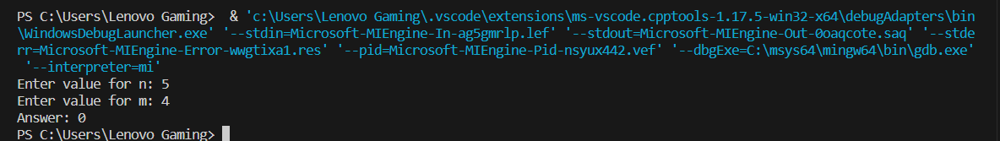 PS C:\Users\Lenovo Gaming>  & 'c:\Users\Lenovo Gaming\.vscode\extensions\ms-vscode.cpptools-1.17.5-win32-x64\debugAdapters\bin
\WindowsDebugLauncher.exe' '--stdin=Microsoft-MIEngine-In-ag5gmrlp.lef' '--stdout=Microsoft-MIEngine-Out-0oaqcote.saq' '--stde
rr=Microsoft-MIEngine-Error-wwgtixa1.res' '--pid=Microsoft-MIEngine-Pid-nsyux442.vef' '--dbgExe=C:\msys64\mingw64\bin\gdb.exe'
 '--interpreter=mi'
Enter value for n: 5
Enter value for m: 4
Answer: 0
PS C:\Users\Lenovo Gaming>